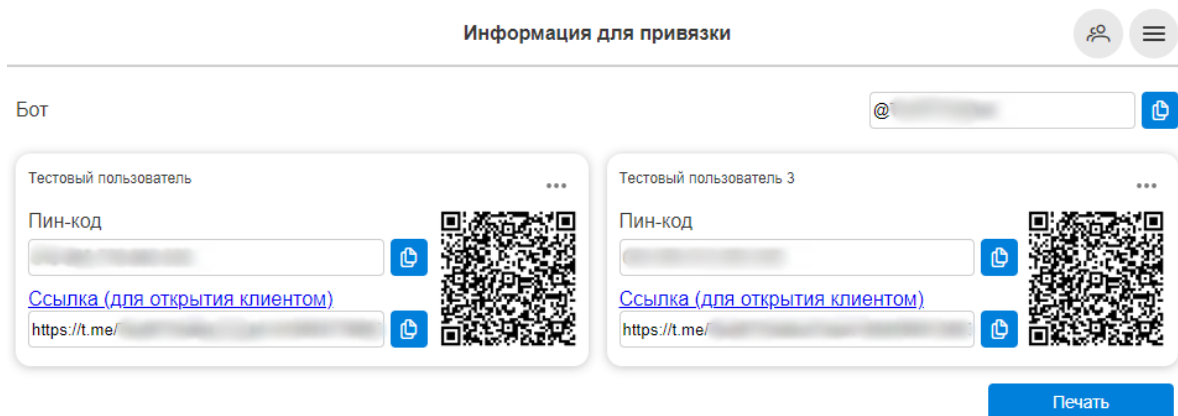 Информация для привязки
Бот
@
Тестовый пользователь
Пин-код
Ссылка (для открытия клиентом)
https://t.me/
Тестовый пользователь 3
Пин-код
Ссылка (для открытия клиентом)
https://t.me/
Печать